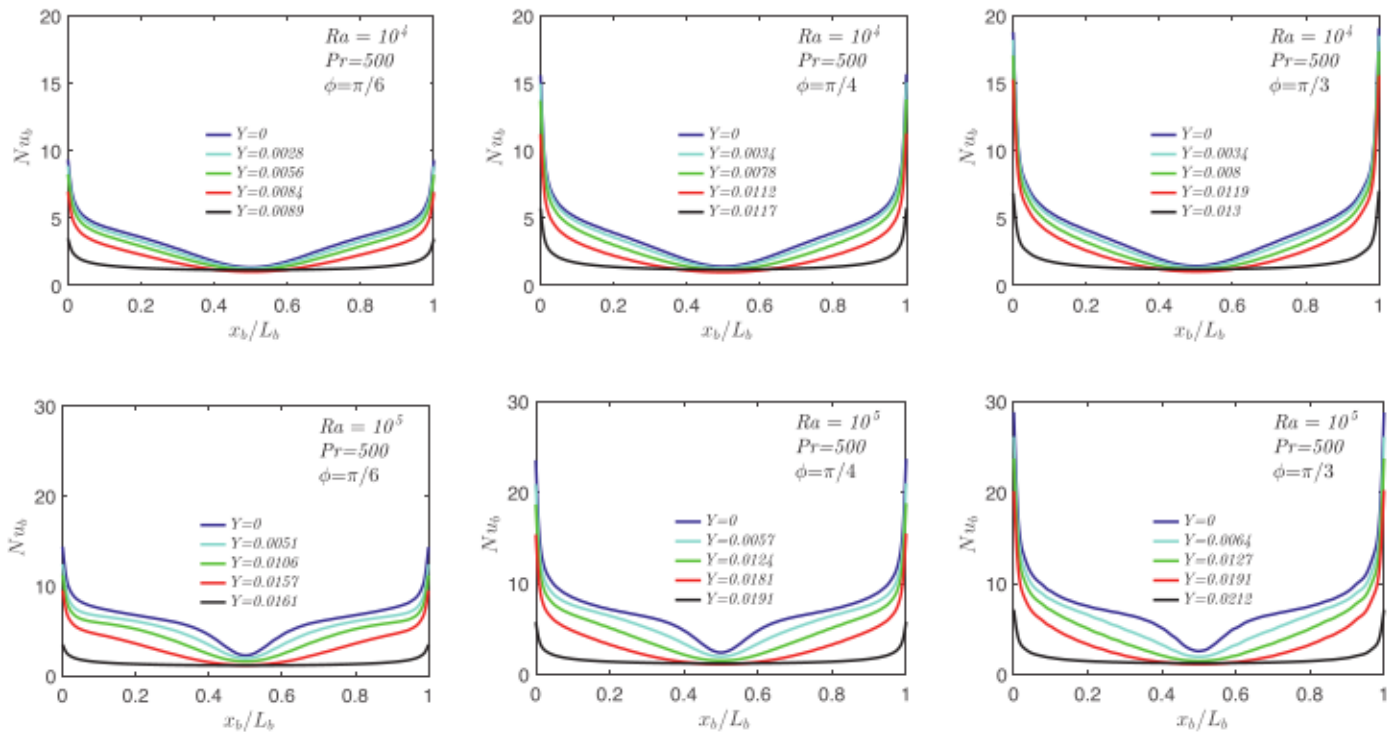 20
15
10
5
0
Nu_b
Ra = 10^4
Pr=500
ϕ=π/6
Y=0
Y=0.0028
Y=0.0056
Y=0.0084
Y=0.0089
0 0.2 0.4 0.6 0.8 1
x_b/L_b
20
15
10
5
0
Nu_b
Ra = 10^4
Pr=500
ϕ=π/4
Y=0
Y=0.0034
Y=0.0078
Y=0.0112
Y=0.0117
0 0.2 0.4 0.6 0.8 1
x_b/L_b
20
15
10
5
0
Nu_b
Ra = 10^4
Pr=500
ϕ=π/3
Y=0
Y=0.0034
Y=0.008
Y=0.0119
Y=0.013
0 0.2 0.4 0.6 0.8 1
x_b/L_b
30
20
10
0
Nu_b
Ra = 10^5
Pr=500
ϕ=π/6
Y=0
Y=0.0051
Y=0.0106
Y=0.0157
Y=0.0161
0 0.2 0.4 0.6 0.8 1
x_b/L_b
30
20
10
0
Nu_b
Ra = 10^5
Pr=500
ϕ=π/4
Y=0
Y=0.0057
Y=0.0124
Y=0.0181
Y=0.0191
0 0.2 0.4 0.6 0.8 1
x_b/L_b
30
20
10
0
Nu_b
Ra = 10^5
Pr=500
ϕ=π/3
Y=0
Y=0.0064
Y=0.0127
Y=0.0191
Y=0.0212
0 0.2 0.4 0.6 0.8 1
x_b/L_b